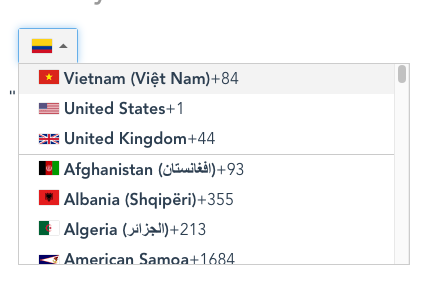 "
Vietnam (Việt Nam)+84
United States+1
United Kingdom+44
Afghanistan (‫افغانستان‬‎)+93
Albania (Shqipëri)+355
Algeria (‫الجزائر‬‎)+213
American Samoa+1684